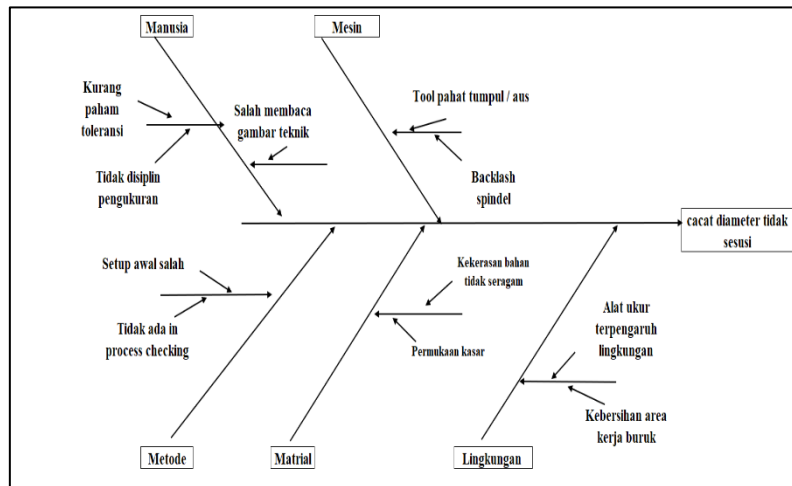 Manusia
Mesin
Kurang
paham
toleransi
Salah membaca
gambar teknik
Tidak disiplin
pengukuran
Tool pahat tumpul / aus
Backlash
spindel
cacat diameter tidak
sesusi
Setup awal salah
Tidak ada in
process checking
Kekerasan bahan
tidak seragam
Permukaan kasar
Alat ukur
terpengaruh
lingkungan
Kebersihan area
kerja buruk
Metode
Matrial
Lingkungan